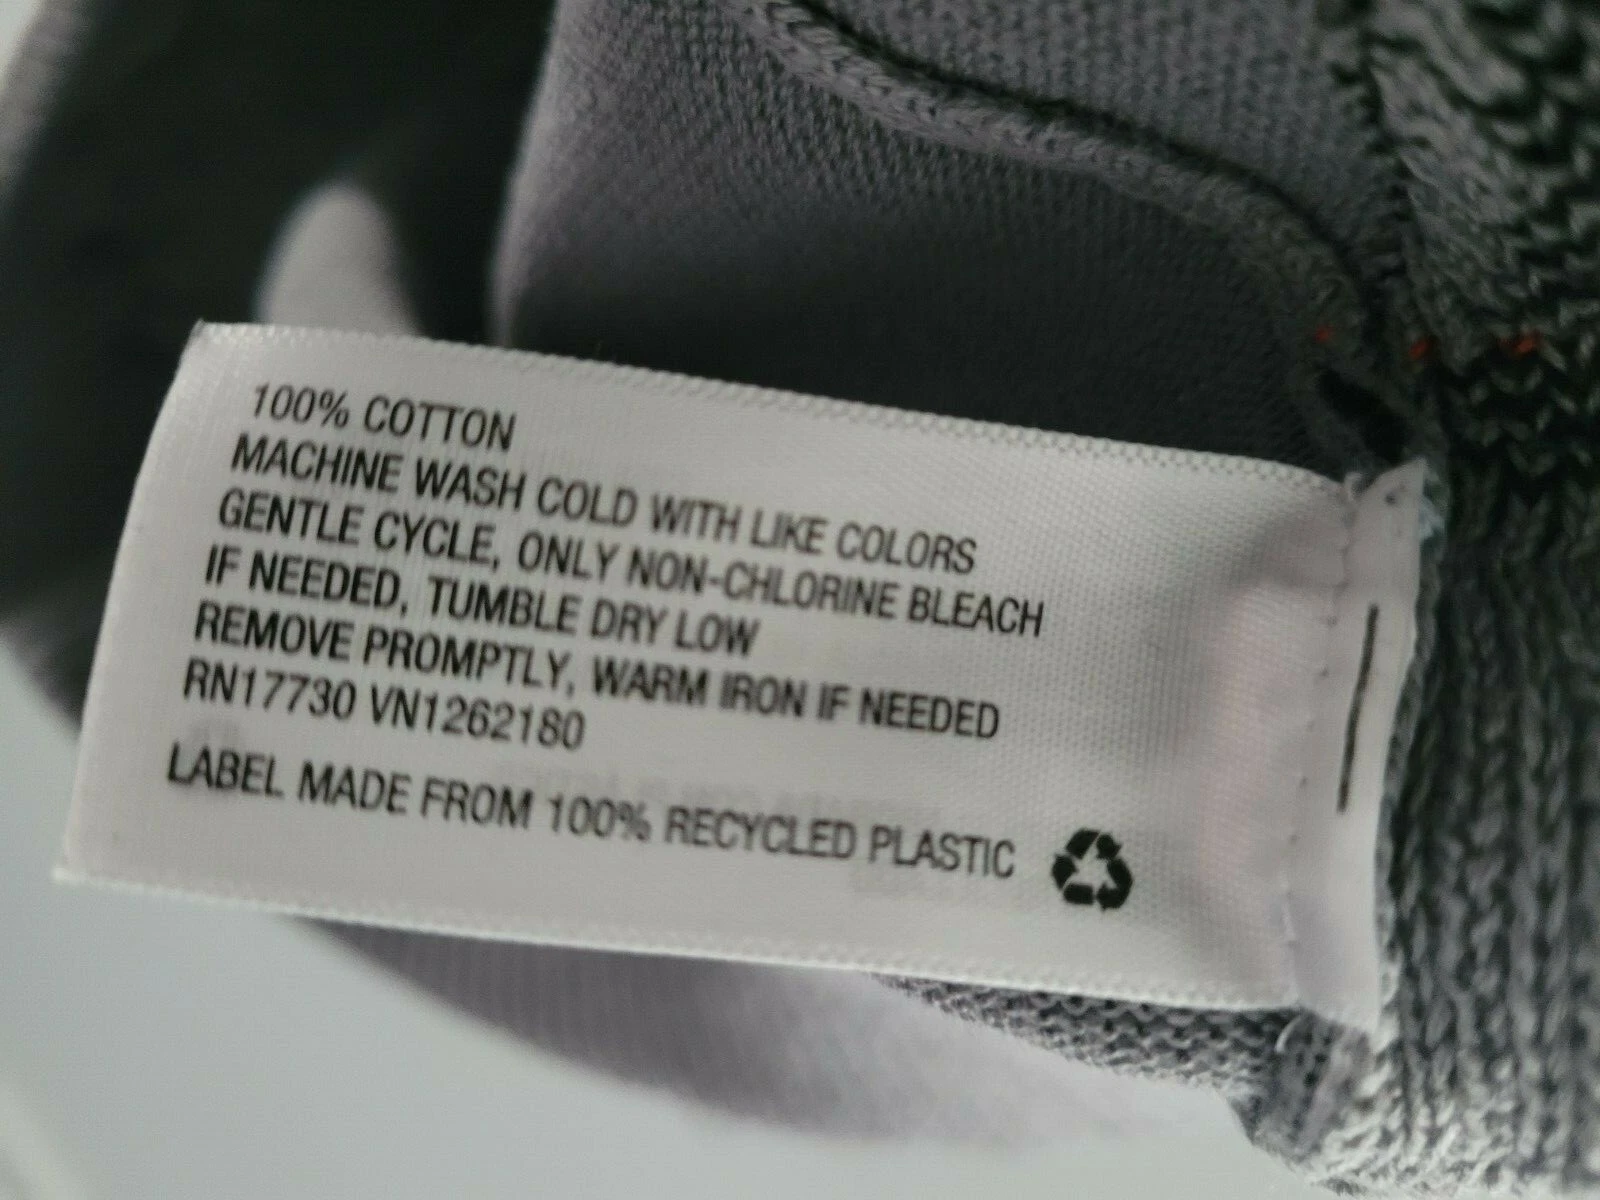 100% COTTON
MACHINE WASH COLD WITH LIKE COLORS
GENTLE CYCLE, ONLY NON-CHLORINE BLEACH
IF NEEDED, TUMBLE DRY LOW
REMOVE PROMPTLY, WARM IRON IF NEEDED
RN17730 VN1262180
LABEL MADE FROM 100% RECYCLED PLASTIC